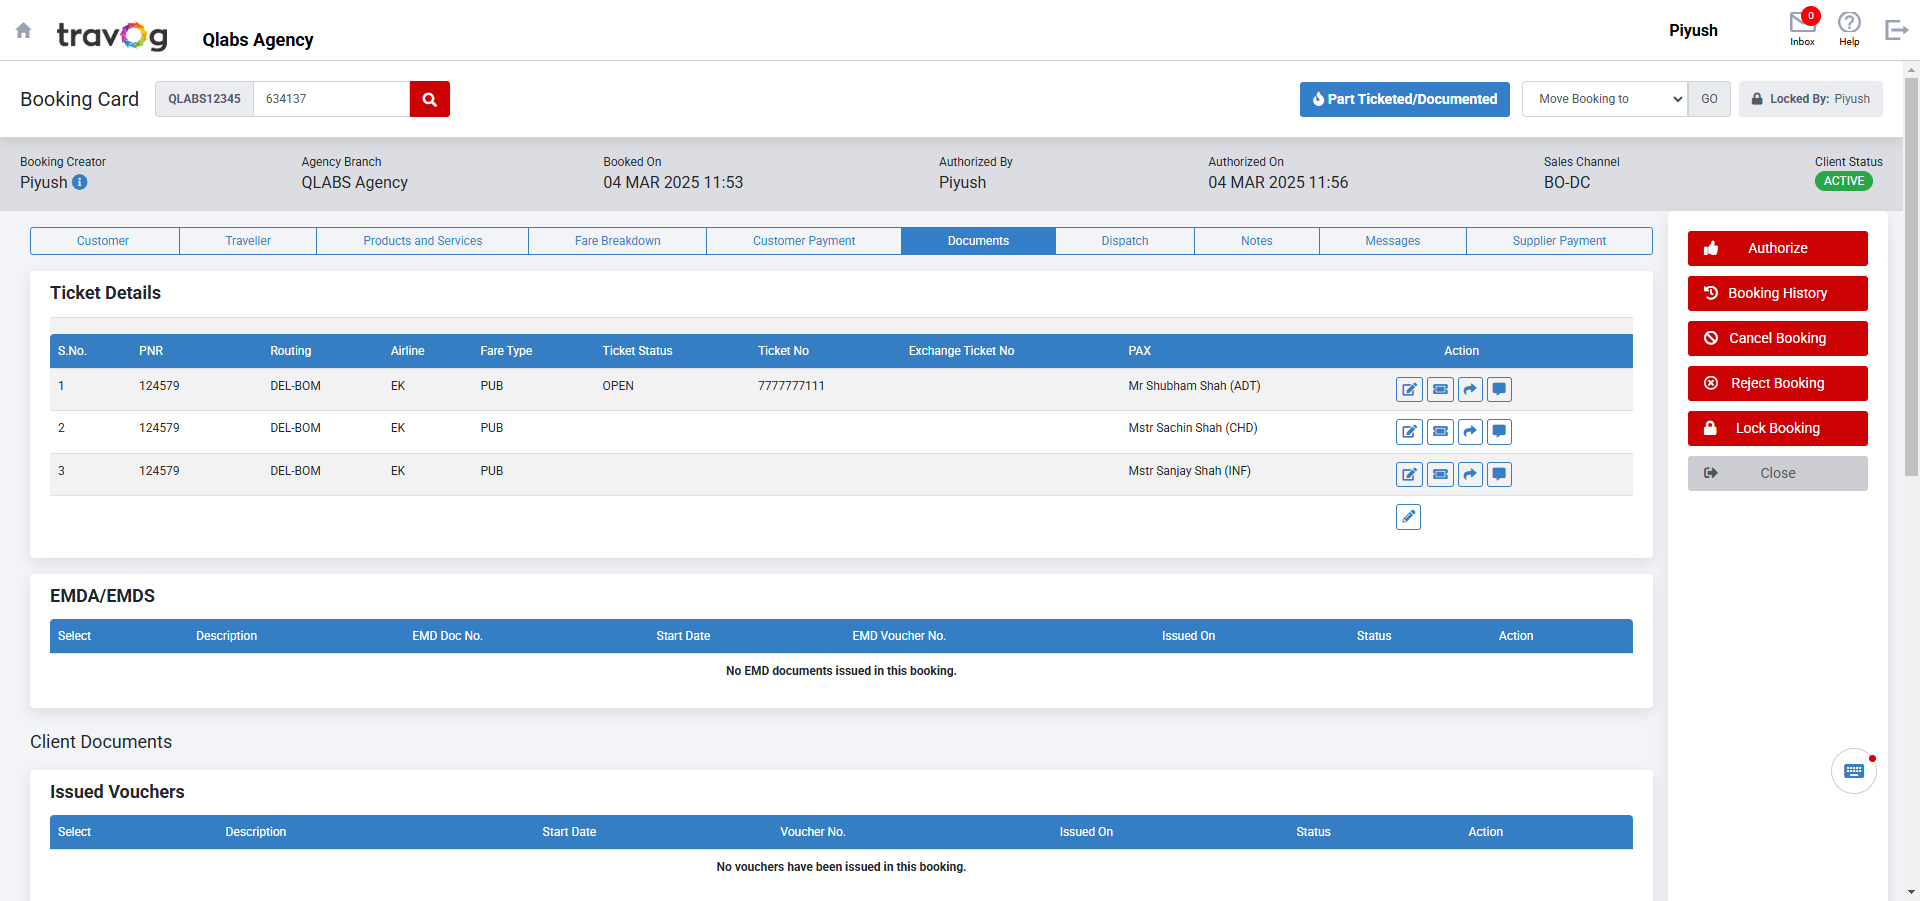 travog
Qlabs Agency
Piyush
0
Inbox
Help
Booking Card
QLABS12345
634137
Part Ticketed/Documented
Move Booking to
GO
Locked By: Piyush
Booking Creator
Piyush
Agency Branch
QLABS Agency
Booked On
04 MAR 2025 11:53
Authorized By
Piyush
Authorized On
04 MAR 2025 11:56
Sales Channel
BO-DC
Client Status
ACTIVE
Customer
Traveller
Products and Services
Fare Breakdown
Customer Payment
Documents
Dispatch
Notes
Messages
Supplier Payment
Authorize
Booking History
Cancel Booking
Reject Booking
Lock Booking
Close
Ticket Details
S.No. PNR Routing Airline Fare Type Ticket Status Ticket No Exchange Ticket No PAX Action
1 124579 DEL-BOM EK PUB OPEN 7777777111 Mr Shubham Shah (ADT)
2 124579 DEL-BOM EK PUB Mstr Sachin Shah (CHD)
3 124579 DEL-BOM EK PUB Mstr Sanjay Shah (INF)
EMDA/EMDS
Select Description EMD Doc No. Start Date EMD Voucher No. Issued On Status Action
No EMD documents issued in this booking.
Client Documents
Issued Vouchers
Select Description Start Date Voucher No. Issued On Status Action
No vouchers have been issued in this booking.